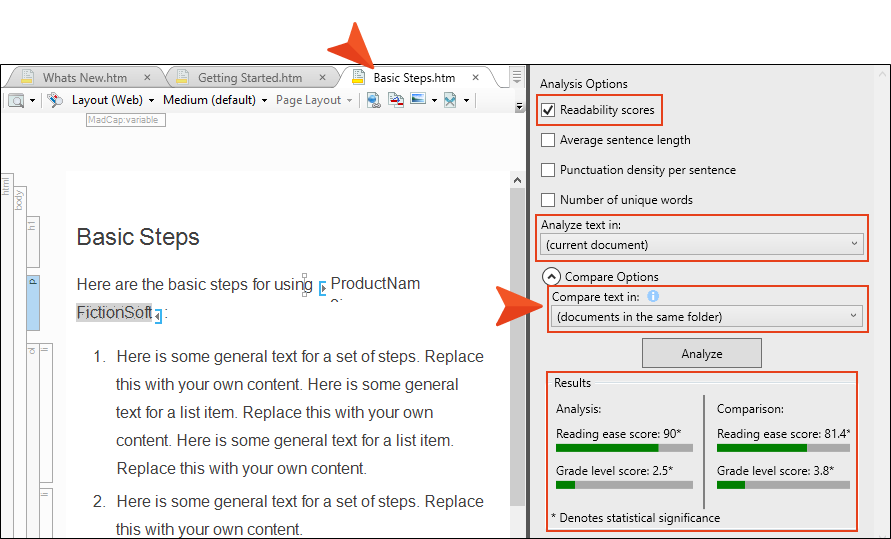 Whats New.htm
Getting Started.htm
Basic Steps.htm
Layout (Web)
Medium (default)
Page Layout
MadCap:variable
html
body
h1
p
ol
li
li
Basic Steps
Here are the basic steps for using ProductNam
FictionSoft :
1. Here is some general text for a set of steps. Replace
this with your own content. Here is some general
text for a list item. Replace this with your own
content. Here is some general text for a list item.
Replace this with your own content.
2. Here is some general text for a set of steps. Replace
this with your own content.
Analysis Options
Readability scores
Average sentence length
Punctuation density per sentence
Number of unique words
Analyze text in:
(current document)
Compare Options
Compare text in:
(documents in the same folder)
Analyze
Results
Analysis:
Reading ease score: 90*
Grade level score: 2.5*
Comparison:
Reading ease score: 81.4*
Grade level score: 3.8*
* Denotes statistical significance